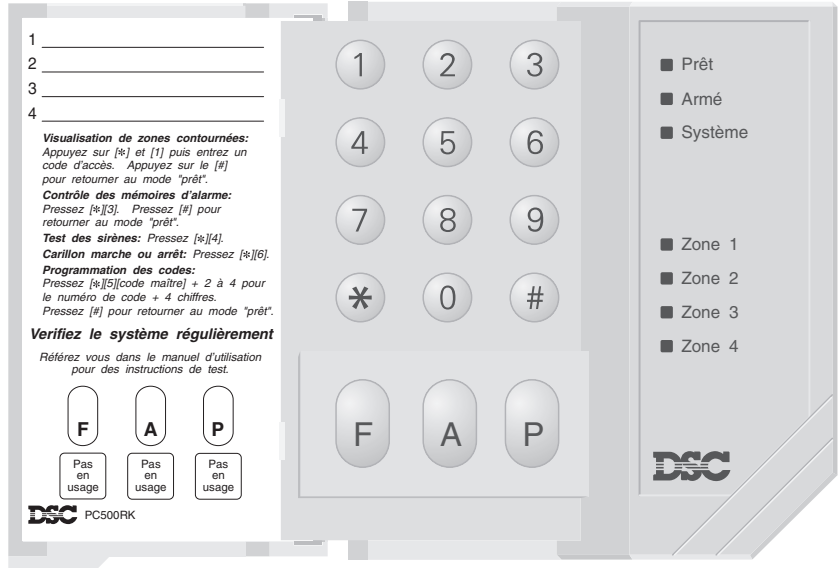 1
2
3
4
Visualisation de zones contournées:
Appuyez sur [✻] et [1] puis entrez un
code d'accès. Appuyez sur le [#]
pour retourner au mode "prêt".
Contrôle des mémoires d'alarme:
Pressez [✻][3]. Pressez [#] pour
retourner au mode "prêt".
Test des sirènes: Pressez [✻][4].
Carillon marche ou arrêt: Pressez [✻][6].
Programmation des codes:
Pressez [✻][5][code maître] + 2 à 4 pour
le numéro de code + 4 chiffres.
Pressez [#] pour retourner au mode "prêt".
Verifiez le système régulièrement
Référez vous dans le manuel d'utilisation
pour des instructions de test.
F A P
Pas en usage
Pas en usage
Pas en usage
DSC PC500RK
1 2 3
4 5 6
7 8 9
✻ 0 #
F A P
Prêt
Armé
Système
Zone 1
Zone 2
Zone 3
Zone 4
DSC